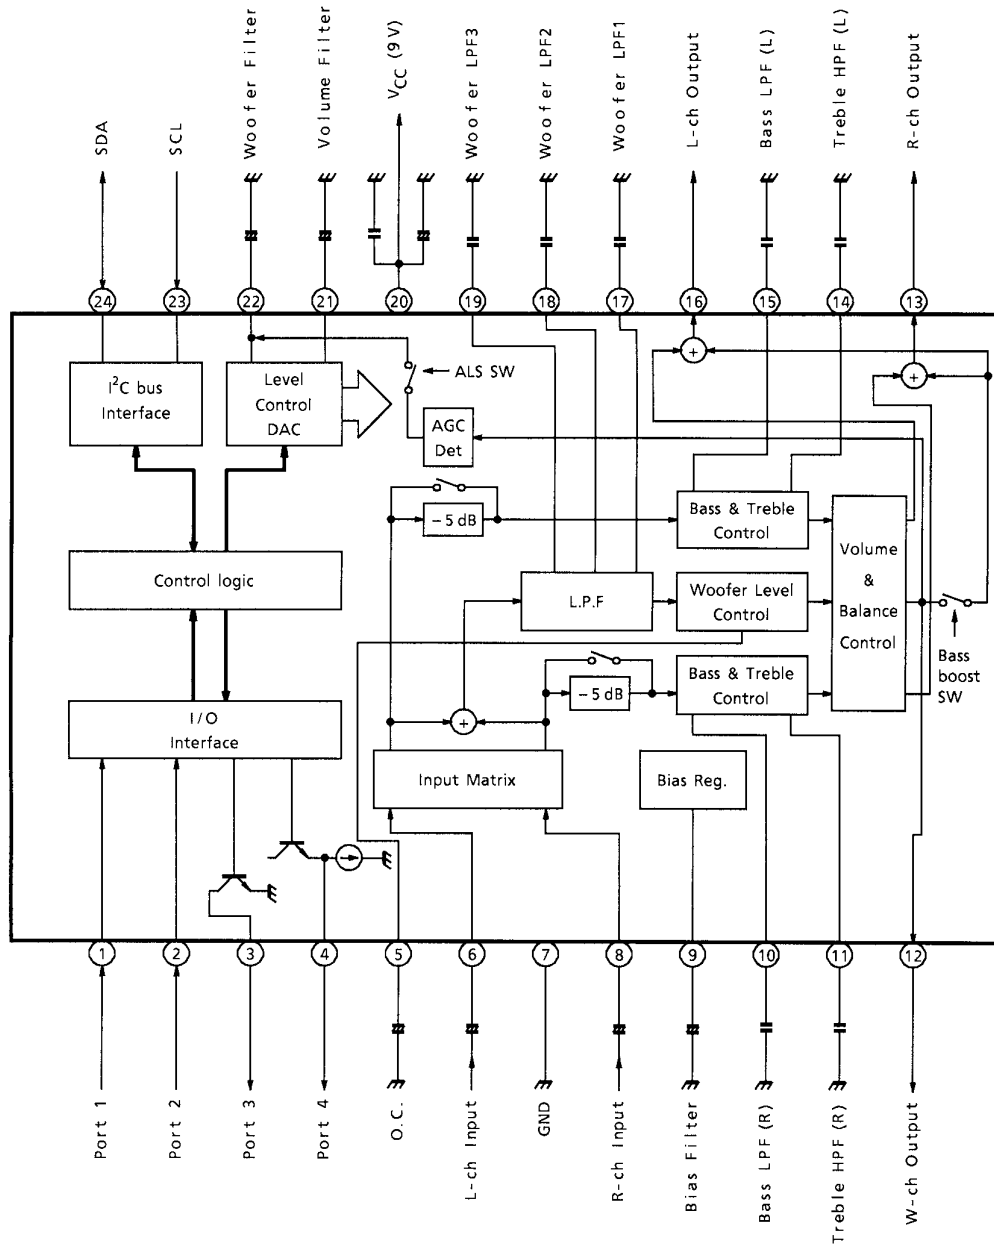 SDA
SCL
Woofer Filter
Volume Filter
VCC (9 V)
Woofer LPF3
Woofer LPF2
Woofer LPF1
L-ch Output
Bass LPF (L)
Treble HPF (L)
R-ch Output
24
23
22
21
20
19
18
17
16
15
14
13
I²C bus
Interface
Level
Control
DAC
ALS SW
AGC
Det
+
+
−5 dB
Bass & Treble
Control
Volume
&
Balance
Control
Control logic
L.P.F
Woofer Level
Control
Bass
boost
SW
−5 dB
Bass & Treble
Control
I/O
Interface
+
Input Matrix
Bias Reg.
1
2
3
4
5
6
7
8
9
10
11
12
Port 1
Port 2
Port 3
Port 4
O.C.
L-ch Input
GND
R-ch Input
Bias Filter
Bass LPF (R)
Treble HPF (R)
W-ch Output